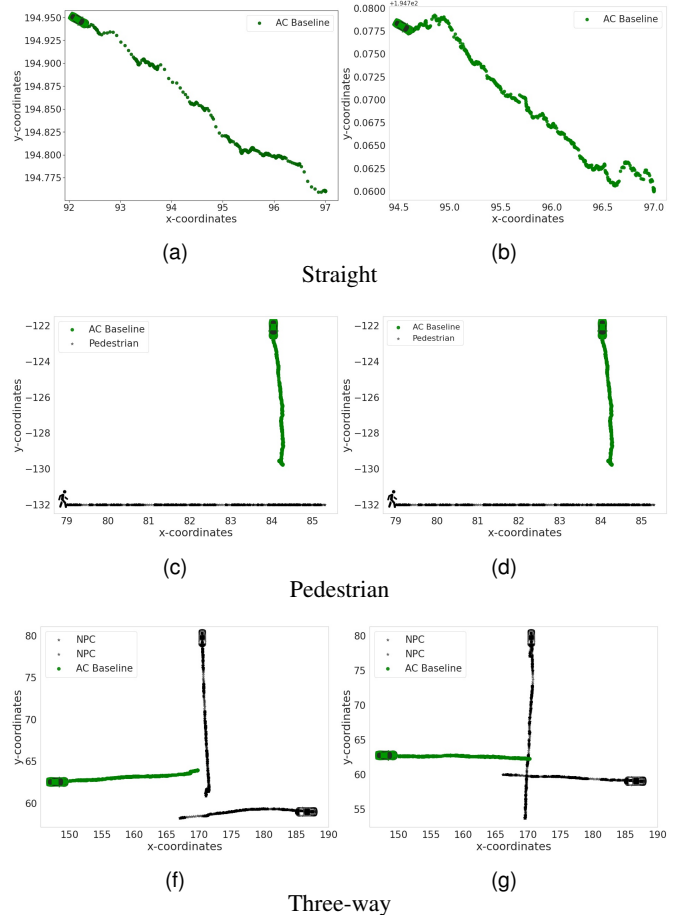 +1.947e2
194.950
194.925
194.900
194.875
194.850
194.825
194.800
194.775
y-coordinates
AC Baseline
92 93 94 95 96 97
x-coordinates
(a)
0.0800
0.0775
0.0750
0.0725
0.0700
0.0675
0.0650
0.0625
0.0600
y-coordinates
AC Baseline
94.5 95.0 95.5 96.0 96.5 97.0
x-coordinates
(b)
Straight
−122
−124
−126
−128
−130
−132
y-coordinates
AC Baseline
Pedestrian
79 80 81 82 83 84 85
x-coordinates
(c)
−122
−124
−126
−128
−130
−132
y-coordinates
AC Baseline
Pedestrian
79 80 81 82 83 84 85
x-coordinates
(d)
Pedestrian
80
75
70
65
60
y-coordinates
NPC
NPC
AC Baseline
150 155 160 165 170 175 180 185 190
x-coordinates
(f)
80
75
70
65
60
55
y-coordinates
NPC
NPC
AC Baseline
150 155 160 165 170 175 180 185 190
x-coordinates
(g)
Three-way